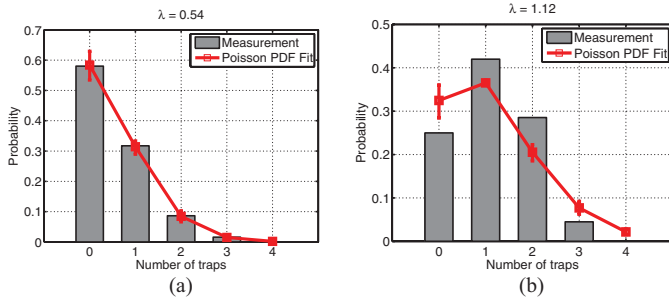 λ = 0.54
0.7
0.6
0.5
0.4
0.3
0.2
0.1
0
Probability
Measurement
Poisson PDF Fit
0 1 2 3 4
Number of traps
(a)
λ = 1.12
0.5
0.4
0.3
0.2
0.1
0
Probability
Measurement
Poisson PDF Fit
0 1 2 3 4
Number of traps
(b)